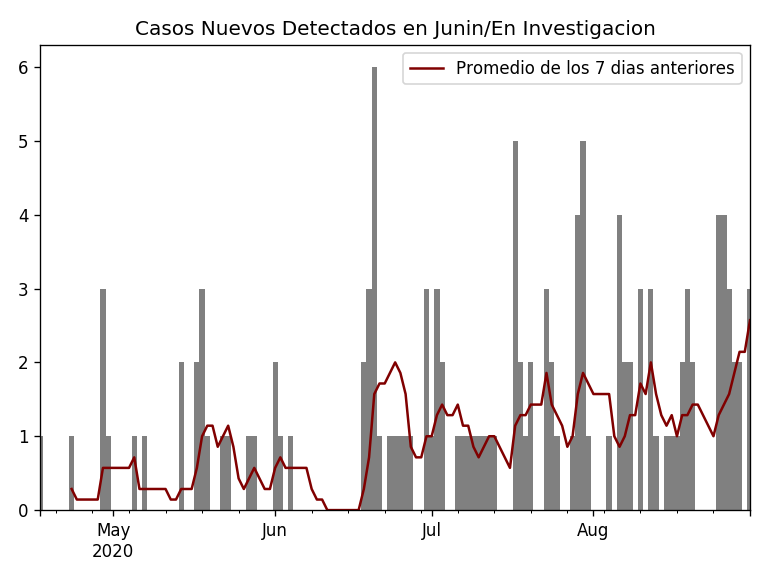 Casos Nuevos Detectados en Junin/En Investigacion
Promedio de los 7 dias anteriores
6
5
4
3
2
1
0
May
2020
Jun
Jul
Aug